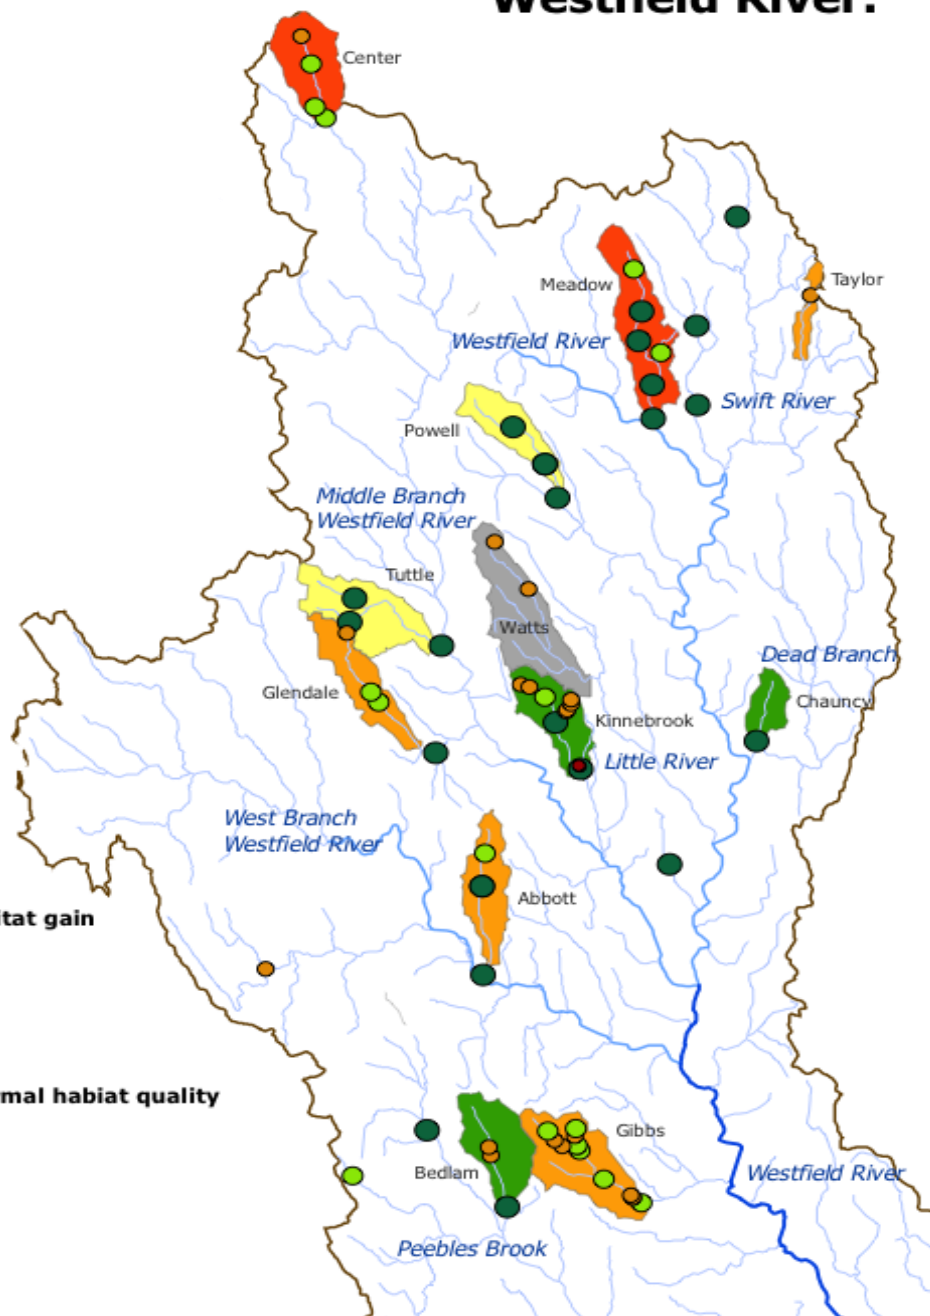 Westfield River.
Center
Taylor
Meadow
Westfield River
Swift River
Powell
Middle Branch
Westfield River
Tuttle
Watts
Dead Branch
Glendale
Chauncy
Kinnebrook
Little River
West Branch
Westfield River
Abbott
itat gain
rmal habiat quality
Gibbs
Bedlam
Westfield River
Peebles Brook